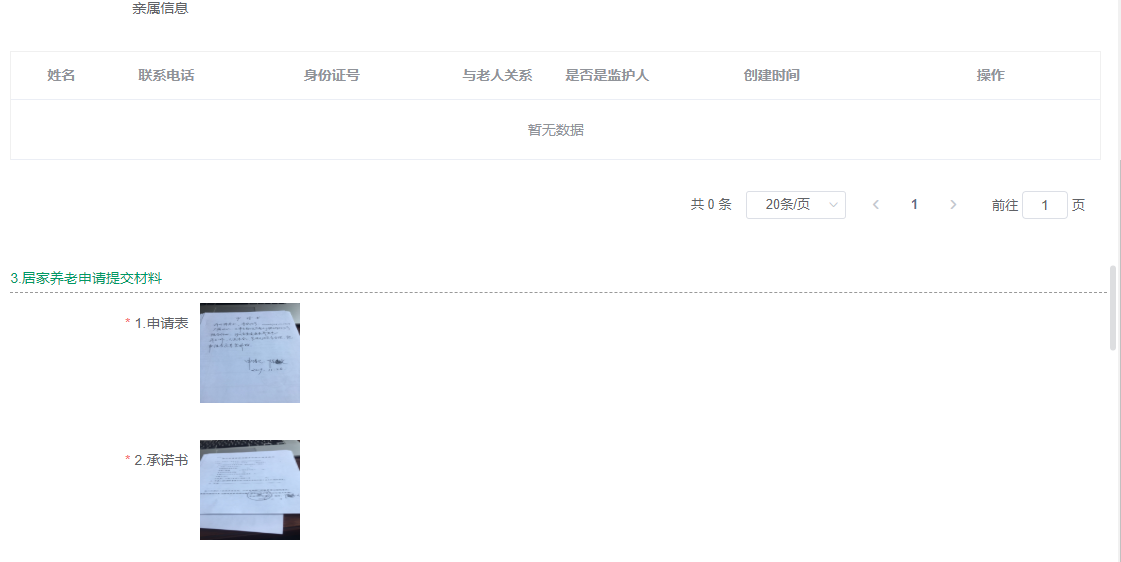 亲属信息
姓名 联系电话 身份证号 与老人关系 是否是监护人 创建时间 操作
暂无数据
共 0 条 20条/页 1 前往 1 页
3.居家养老申请提交材料
* 1.申请表
* 2.承诺书